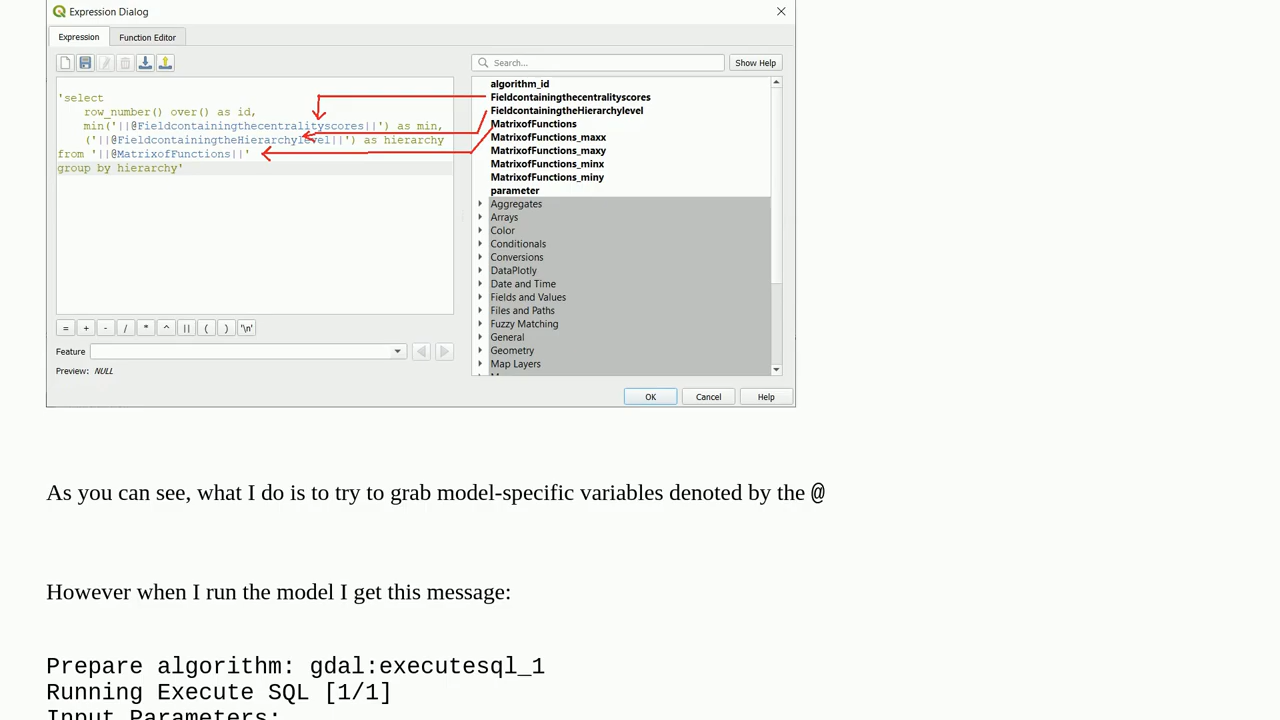 Expression Dialog
Expression
Function Editor
Search...
Show Help
'select
row_number() over() as id,
min('||@Fieldcontainingthecentralityscores||') as min,
('||@FieldcontainingtheHierarchylevel||') as hierarchy
from '||@MatrixofFunctions||'
group by hierarchy'
algorithm_id
Fieldcontainingthecentralityscores
FieldcontainingtheHierarchylevel
MatrixofFunctions
MatrixofFunctions_maxx
MatrixofFunctions_maxy
MatrixofFunctions_minx
MatrixofFunctions_miny
parameter
Aggregates
Arrays
Color
Conditionals
Conversions
DataPlotly
Date and Time
Fields and Values
Files and Paths
Fuzzy Matching
General
Geometry
Map Layers
= + - / * ^ || ( ) '\n'
Feature
Preview: NULL
OK
Cancel
Help
As you can see, what I do is to try to grab model-specific variables denoted by the @
However when I run the model I get this message:
Prepare algorithm: gdal:executesql_1
Running Execute SQL [1/1]
Input Parameters: